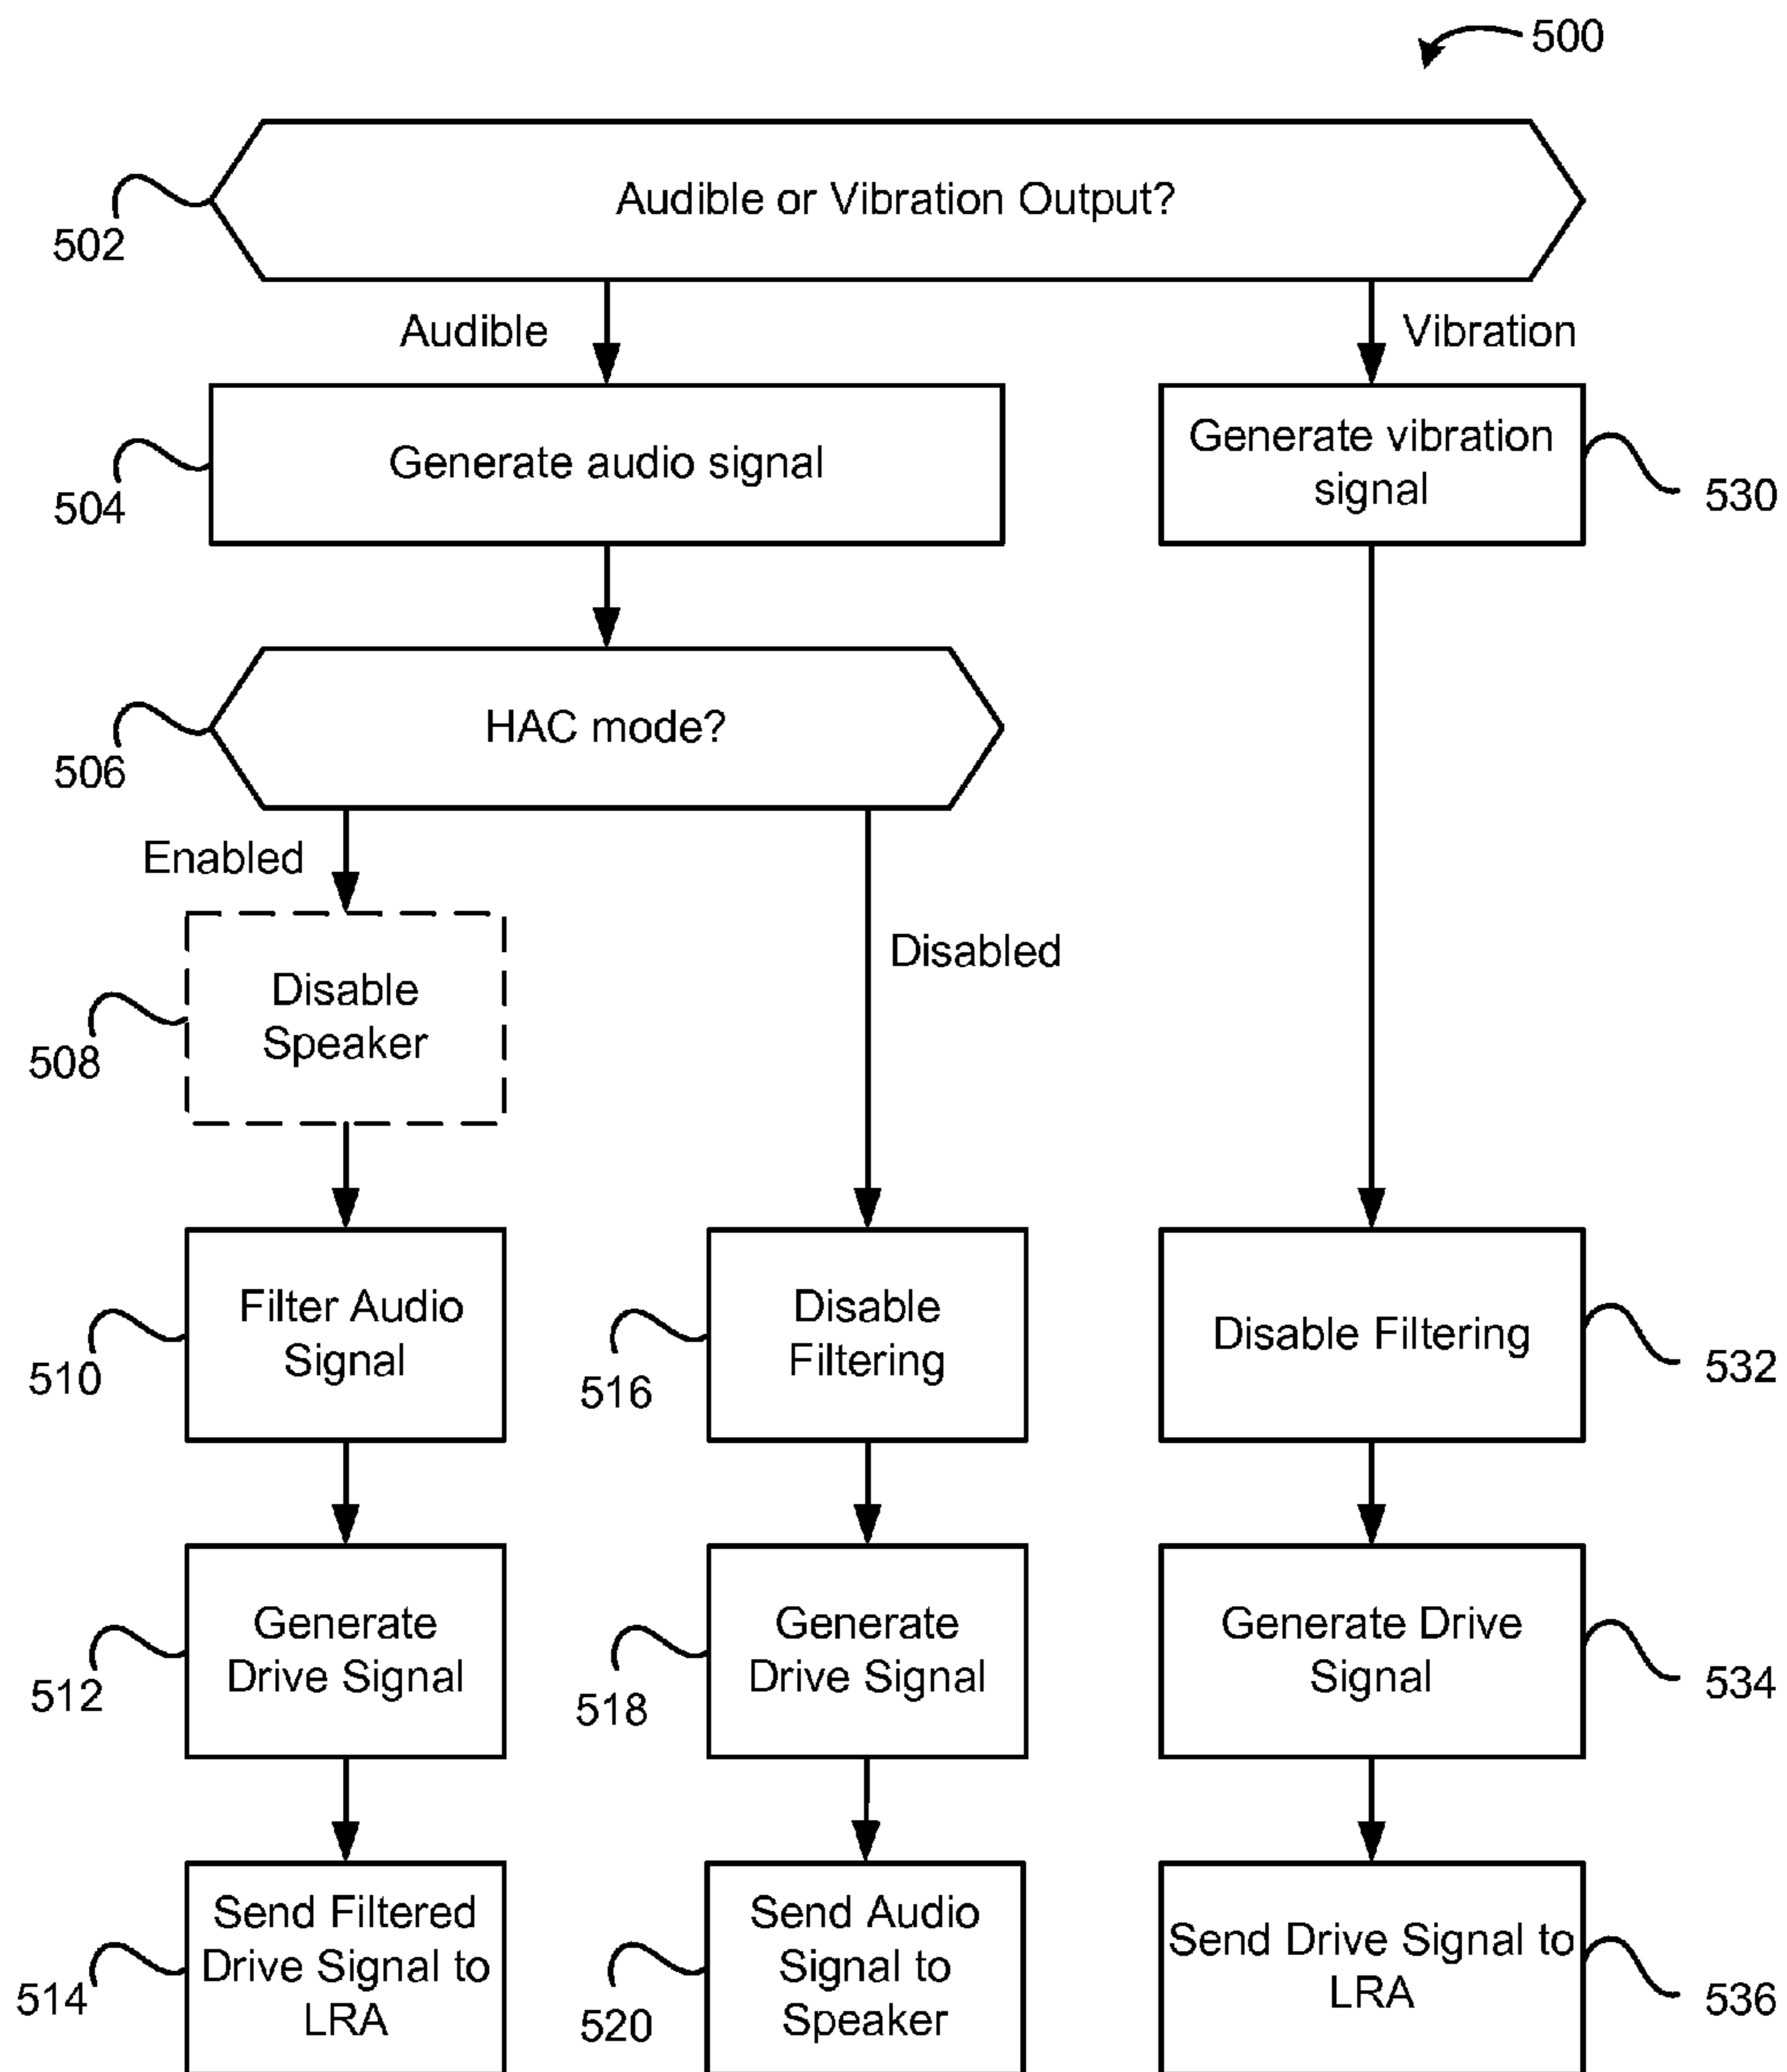 500
Audible or Vibration Output?
502
Audible
Vibration
Generate audio signal
504
Generate vibration
signal
530
HAC mode?
506
Enabled
Disabled
Disable
Speaker
508
Filter Audio
Signal
510
Disable
Filtering
516
Disable Filtering
532
Generate
Drive Signal
512
Generate
Drive Signal
518
Generate Drive
Signal
534
Send Filtered
Drive Signal to
LRA
514
Send Audio
Signal to
Speaker
520
Send Drive Signal to
LRA
536